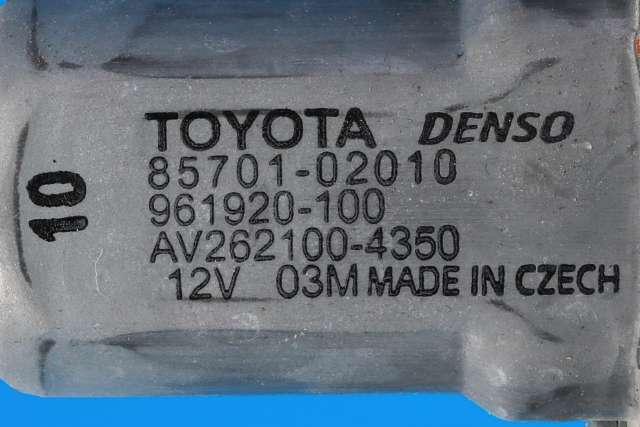 TOYOTA DENSO
85701-02010
961920-100
AV262100-4350
12V 03M MADE IN CZECH
10